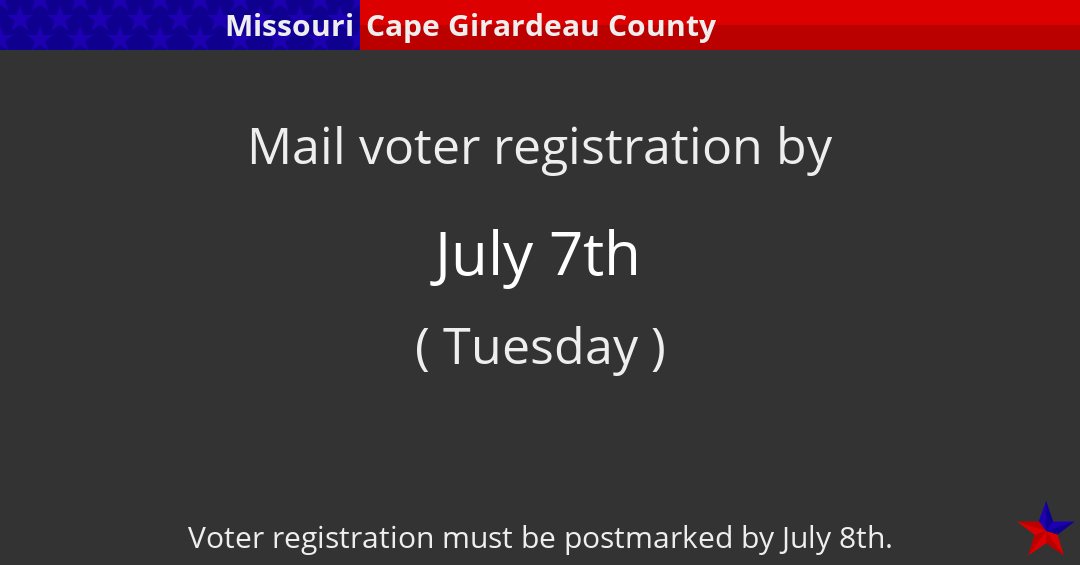 Missouri Cape Girardeau County
Mail voter registration by
July 7th
( Tuesday )
Voter registration must be postmarked by July 8th.